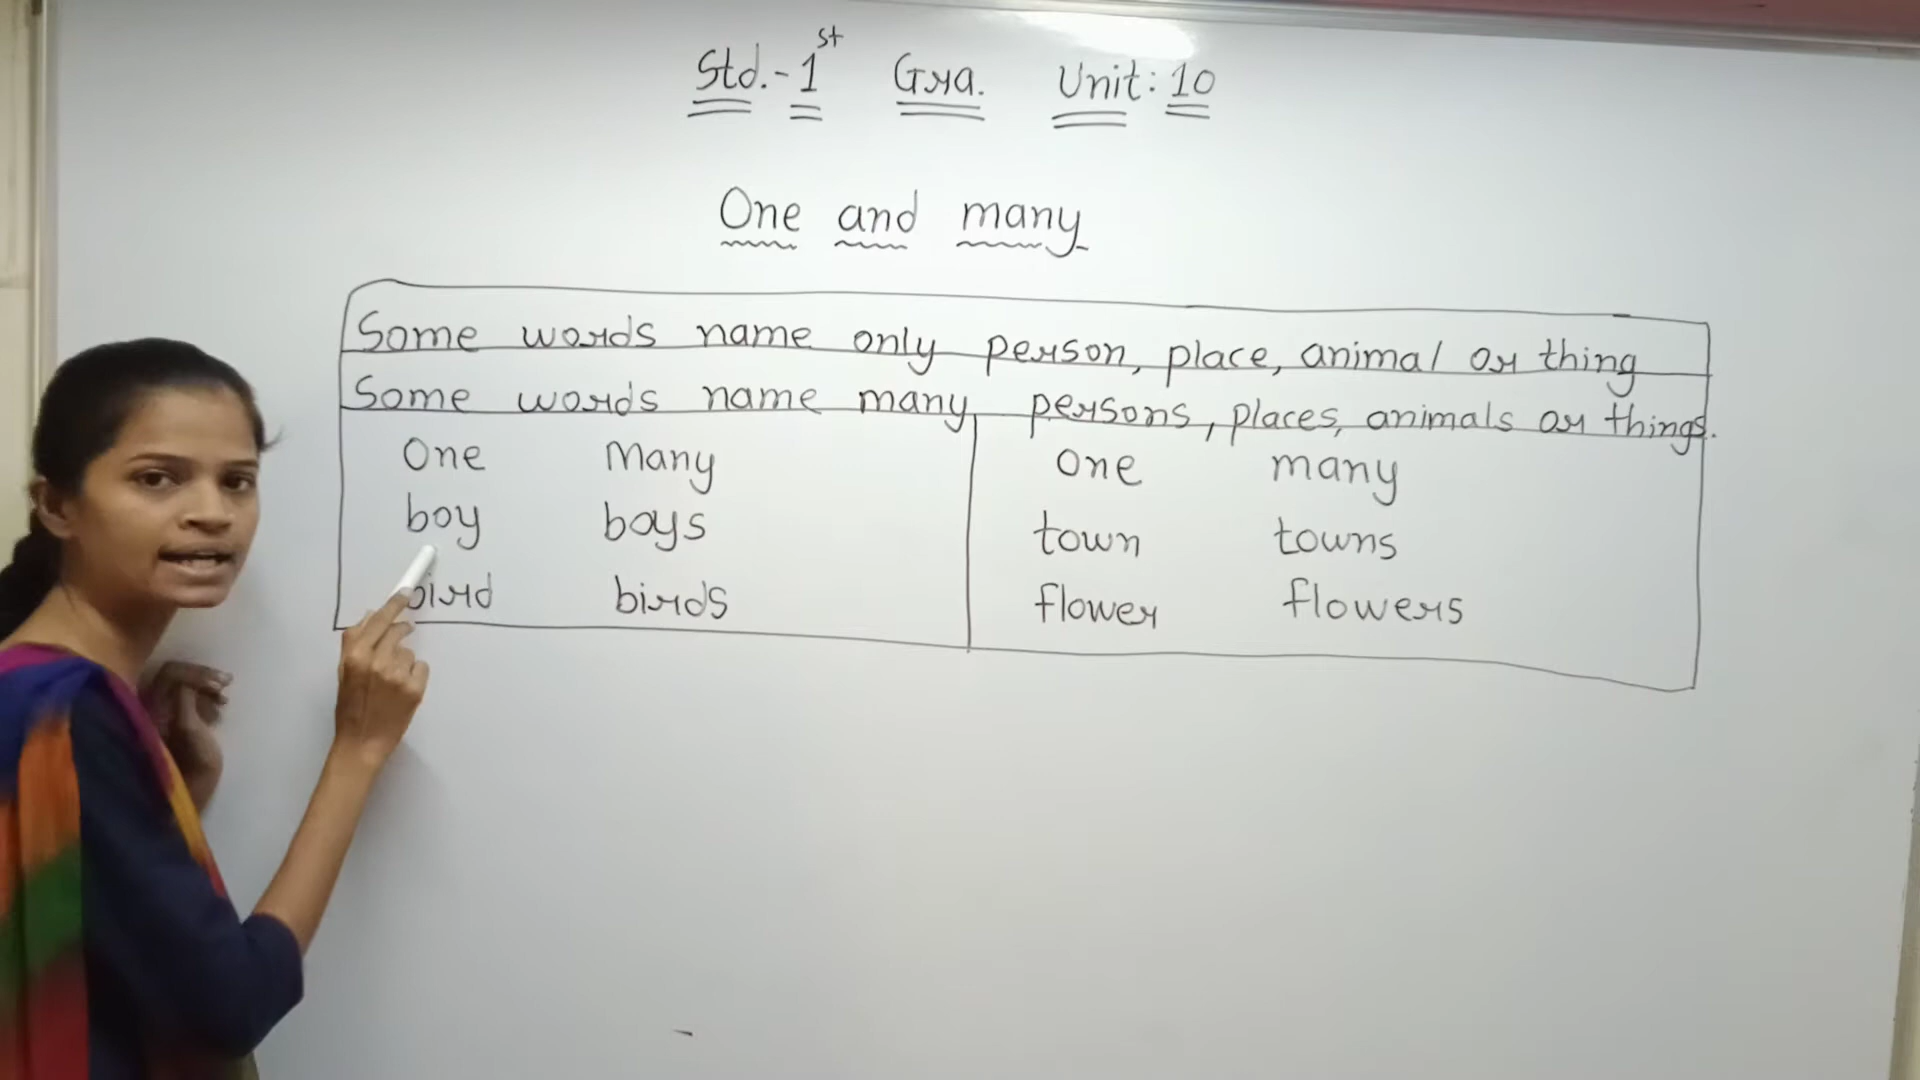 Std.-1st Gra. Unit: 10
One and many
Some words name only person, place, animal or thing
Some words name many persons, places, animals or things.
One Many one many
boy boys town towns
bird birds flower flowers